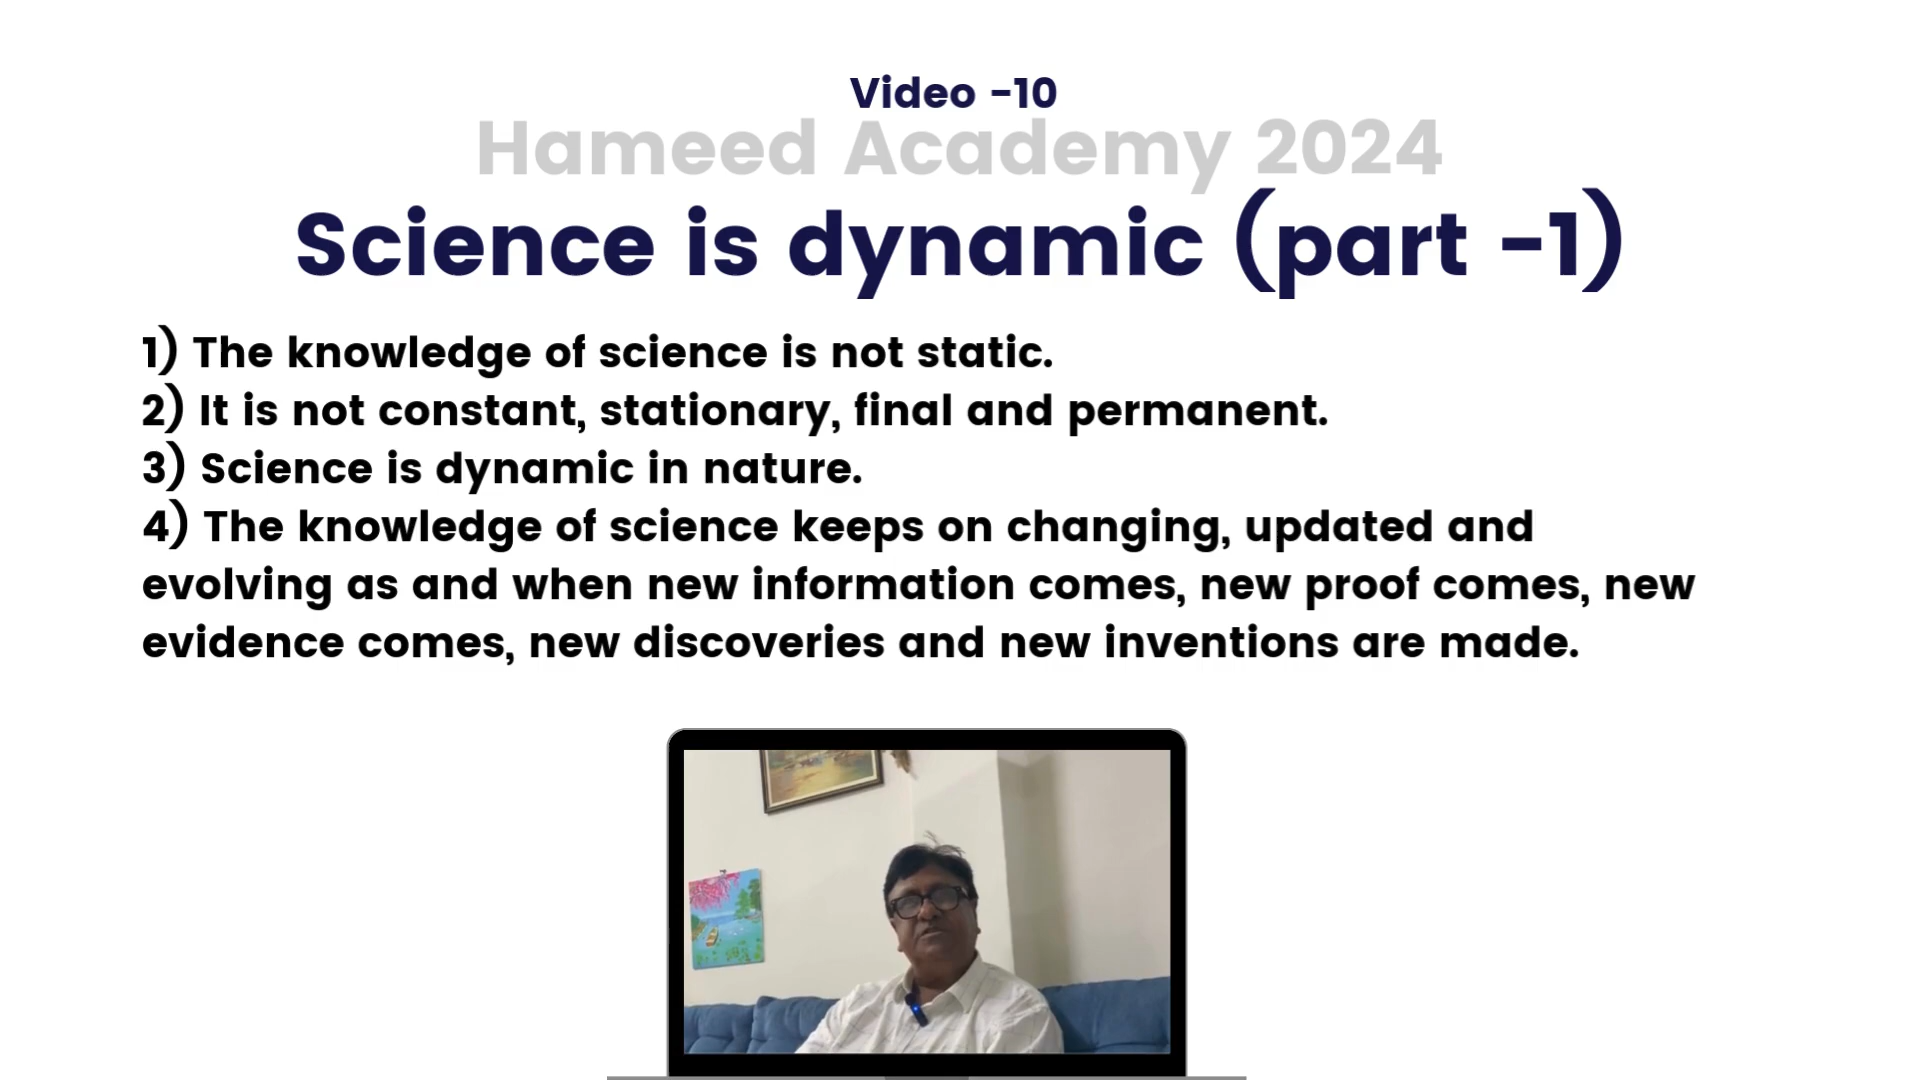 Video -10
Hameed Academy 2024
Science is dynamic (part -1)
1) The knowledge of science is not static.
2) It is not constant, stationary, final and permanent.
3) Science is dynamic in nature.
4) The knowledge of science keeps on changing, updated and
evolving as and when new information comes, new proof comes, new
evidence comes, new discoveries and new inventions are made.